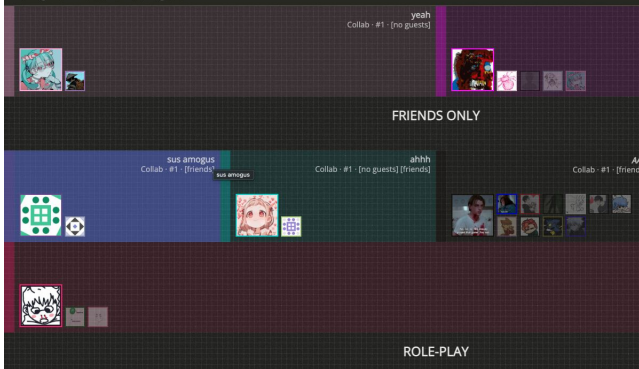 yeah
Collab · #1 · [no guests]
FRIENDS ONLY
sus amogus
Collab · #1 · [friends]
sus amogus
ahhh
Collab · #1 · [no guests] [friends]
Collab · #1 · [frien
ROLE-PLAY